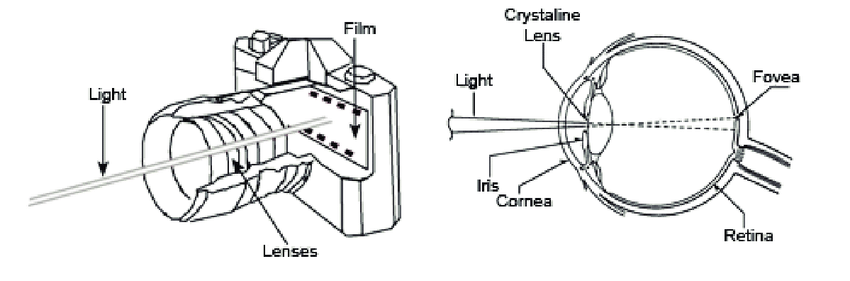 Film
Light
Lenses
Crystaline
Lens
Light
Fovea
Iris
Cornea
Retina